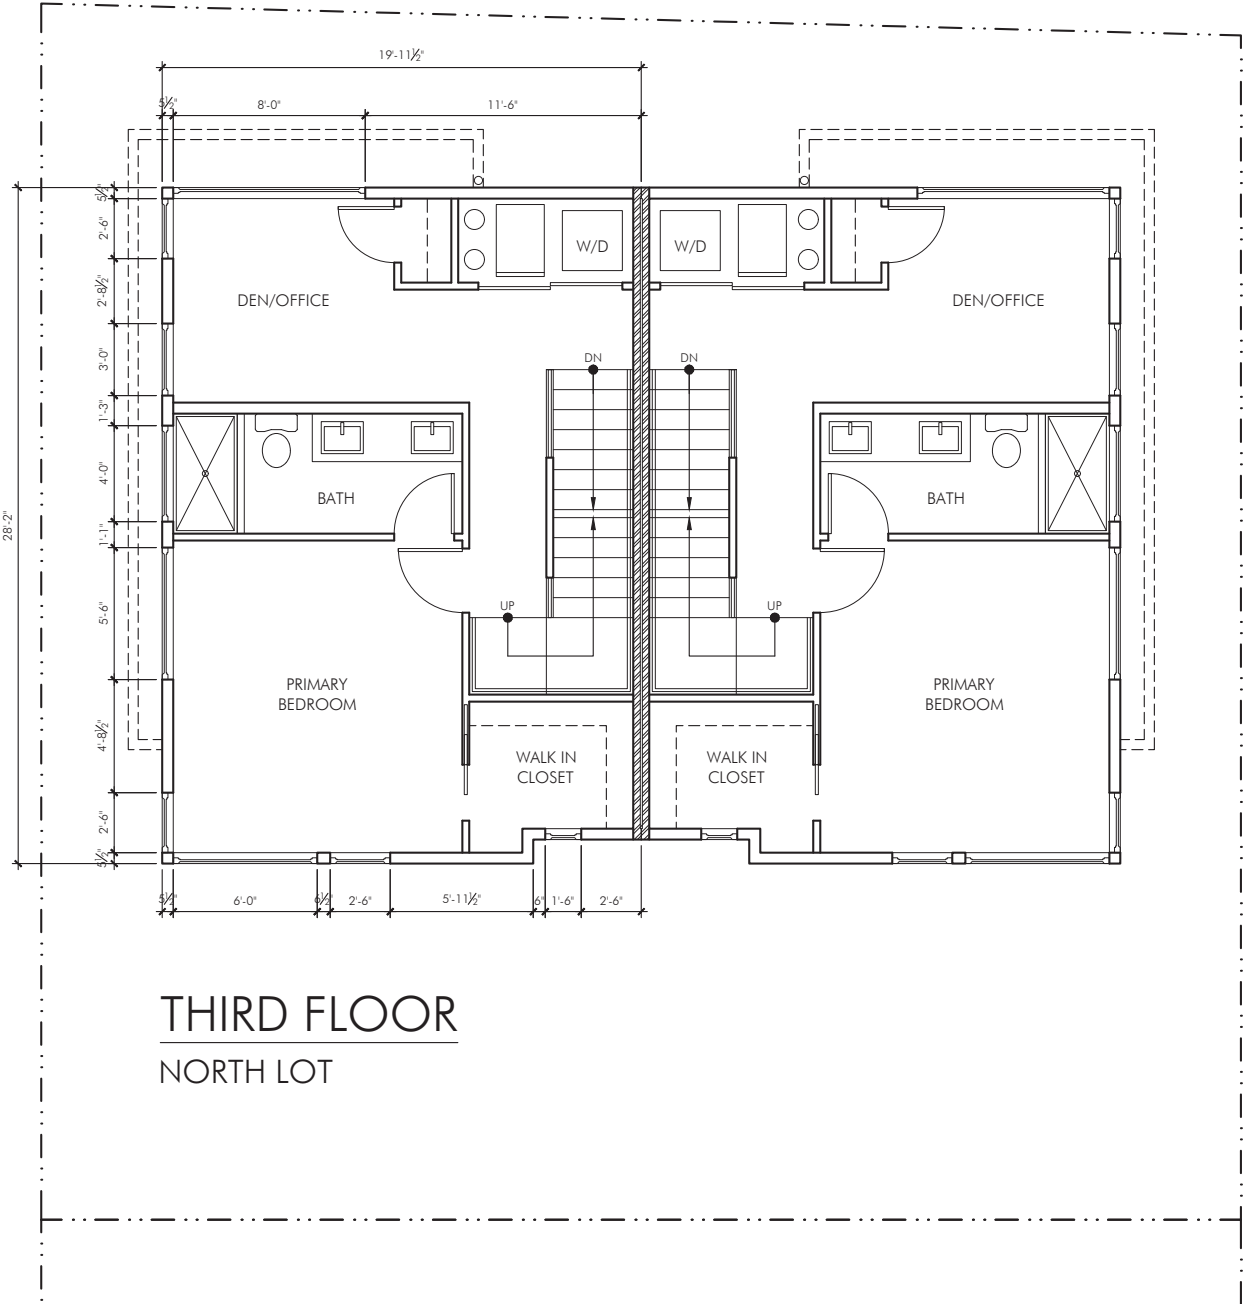 19'-11½"
5½"
8'-0"
11'-6"
5½"
2'-6"
2'-8½"
3'-0"
1'-3"
4'-0"
1'-1"
5'-6"
4'-8½"
2'-6"
5½"
28'-2"
W/D
W/D
DEN/OFFICE
DEN/OFFICE
DN
DN
BATH
BATH
UP
UP
PRIMARY
BEDROOM
PRIMARY
BEDROOM
WALK IN
CLOSET
WALK IN
CLOSET
5½"
6'-0"
6½"
2'-6"
5'-11½"
6"
1'-6"
2'-6"
THIRD FLOOR
NORTH LOT